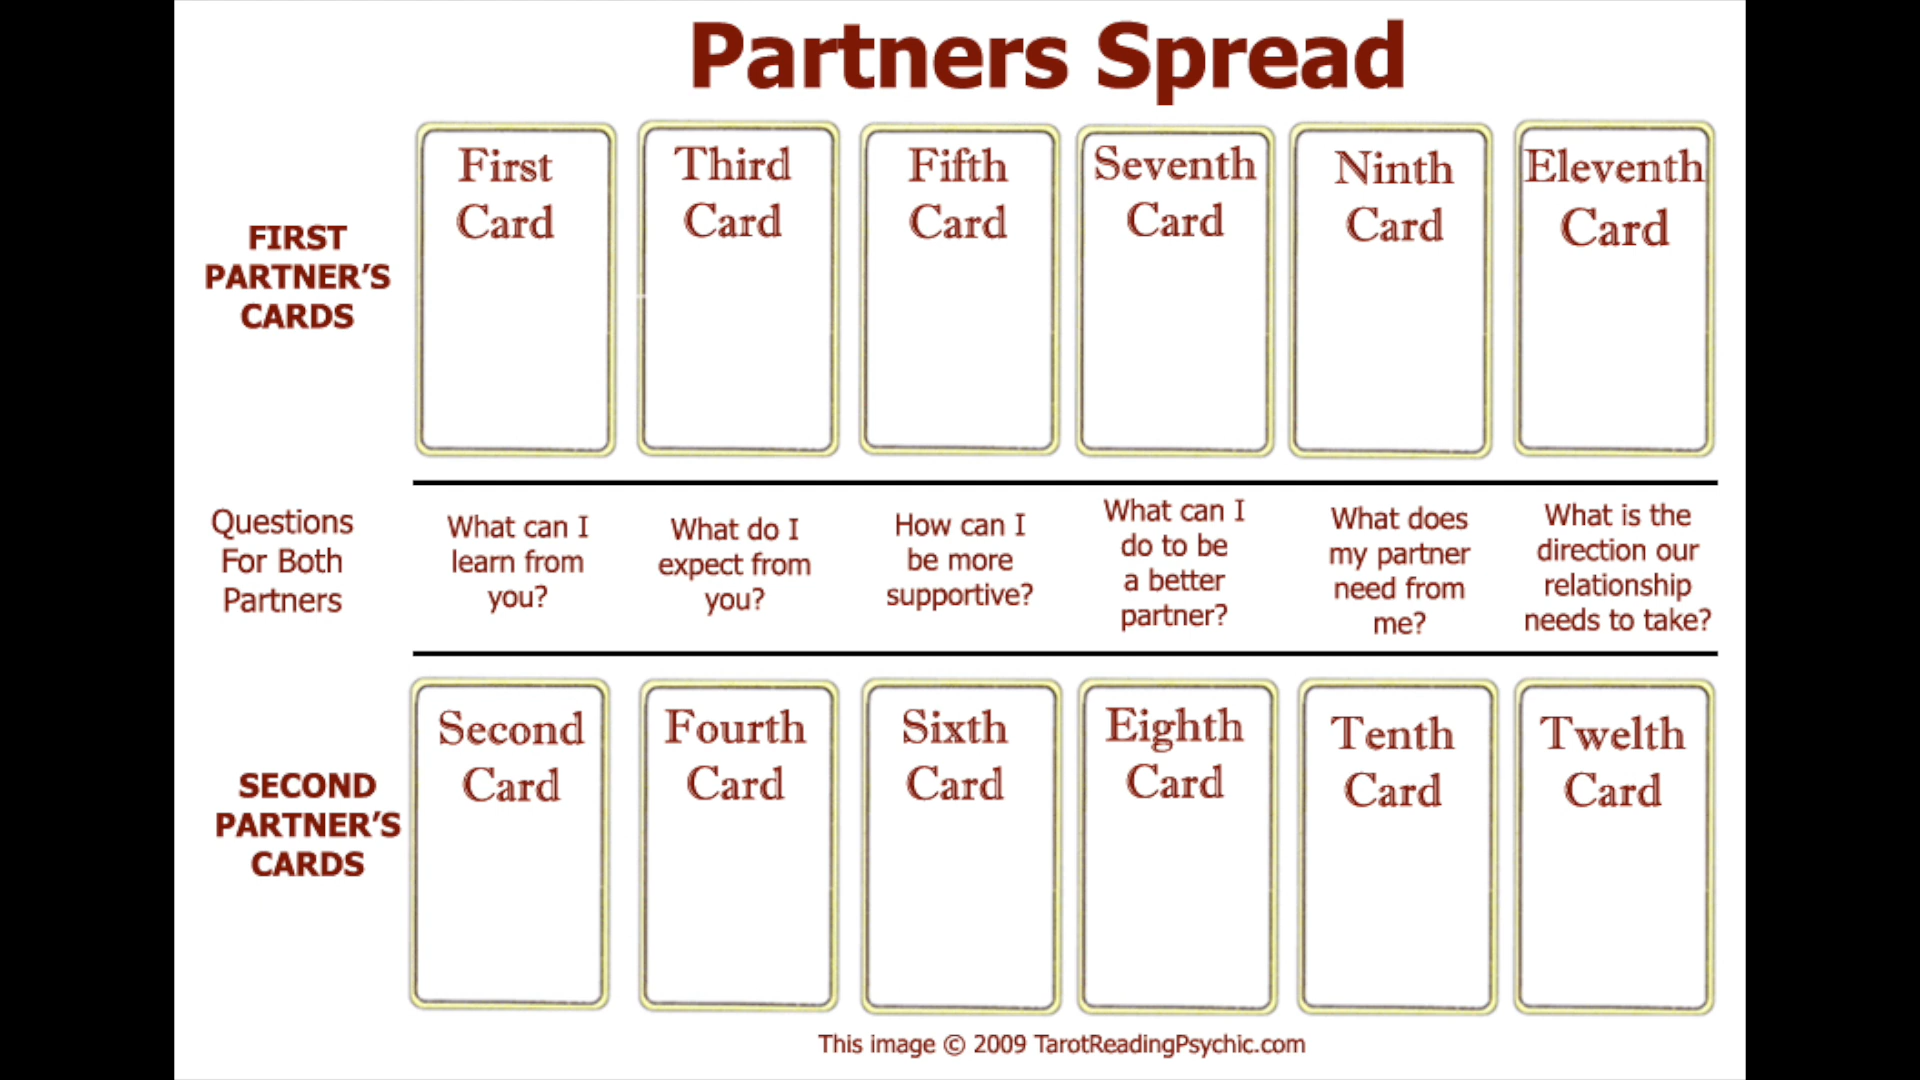 Partners Spread
FIRST
PARTNER'S
CARDS
First
Card
Third
Card
Fifth
Card
Seventh
Card
Ninth
Card
Eleventh
Card
Questions
For Both
Partners
What can I
learn from
you?
What do I
expect from
you?
How can I
be more
supportive?
What can I
do to be
a better
partner?
What does
my partner
need from
me?
What is the
direction our
relationship
needs to take?
SECOND
PARTNER'S
CARDS
Second
Card
Fourth
Card
Sixth
Card
Eighth
Card
Tenth
Card
Twelth
Card
This image © 2009 TarotReadingPsychic.com